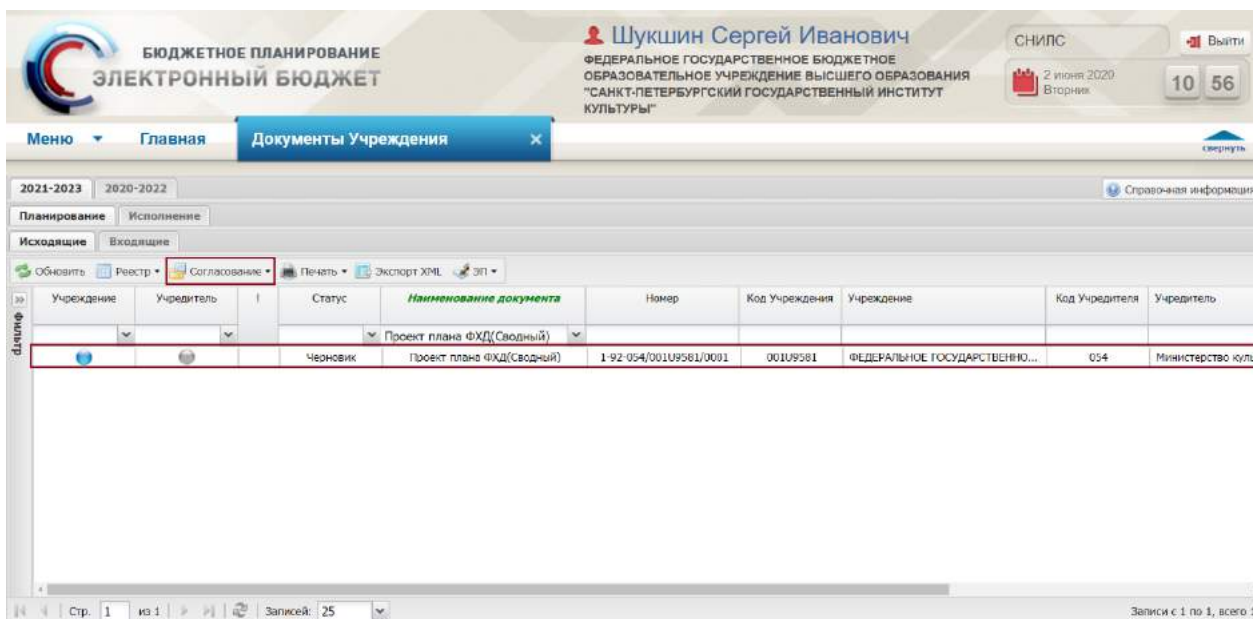 БЮДЖЕТНОЕ ПЛАНИРОВАНИЕ
ЭЛЕКТРОННЫЙ БЮДЖЕТ
Шукшин Сергей Иванович
ФЕДЕРАЛЬНОЕ ГОСУДАРСТВЕННОЕ БЮДЖЕТНОЕ
ОБРАЗОВАТЕЛЬНОЕ УЧРЕЖДЕНИЕ ВЫСШЕГО ОБРАЗОВАНИЯ
"САНКТ-ПЕТЕРБУРГСКИЙ ГОСУДАРСТВЕННЫЙ ИНСТИТУТ
КУЛЬТУРЫ"
СНИЛС Выйти
2 июня 2020
Вторник
10 56
Меню Главная Документы Учреждения
свернуть
2021-2023 2020-2022 Справочная информация
Планирование Исполнение
Исходящие Входящие
Обновить Реестр Согласование Печать Экспорт XML ЭП
Фильтр
Учреждение Учредитель ! Статус Наименование документа Номер Код Учреждения Учреждение Код Учредителя Учредитель
Проект плана ФХД(Сводный)
Черновик Проект плана ФХД(Сводный) 1-92-054/001U9581/0001 001U9581 ФЕДЕРАЛЬНОЕ ГОСУДАРСТВЕННО... 054 Министерство куль
Стр. 1 из 1 Записей: 25 Записи с 1 по 1, всего 1